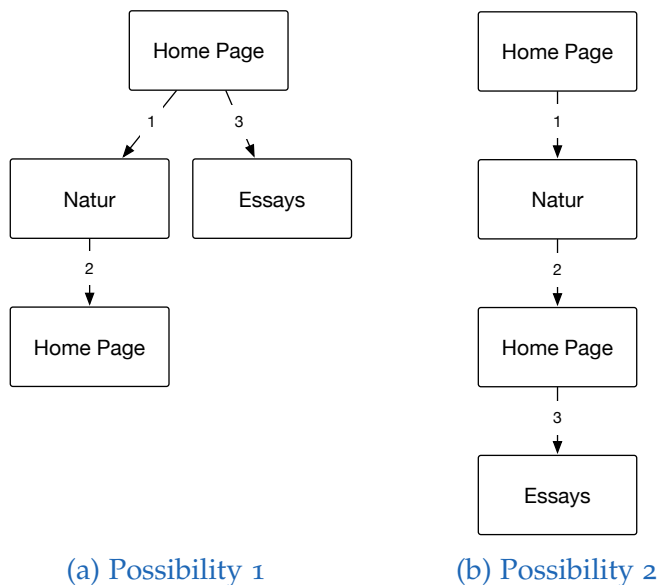 Home Page
1
3
Natur
Essays
2
Home Page
(a) Possibility 1
Home Page
1
Natur
2
Home Page
3
Essays
(b) Possibility 2